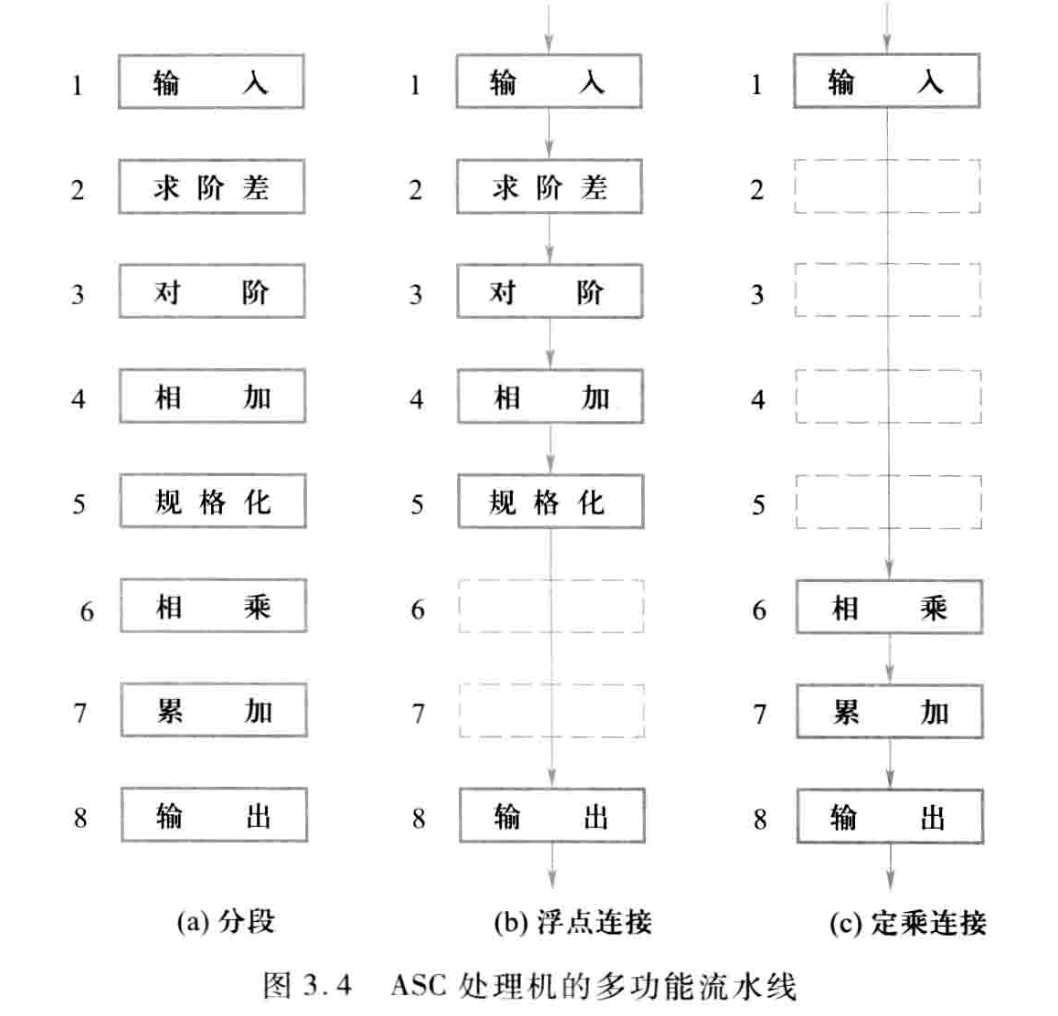 1 输入 1 输入 1 输入
2 求阶差 2 求阶差 2
3 对阶 3 对阶 3
4 相加 4 相加 4
5 规格化 5 规格化 5
6 相乘 6 6 相乘
7 累加 7 7 累加
8 输出 8 输出 8 输出
(a) 分段 (b) 浮点连接 (c) 定乘连接
图 3.4 ASC 处理机的多功能流水线